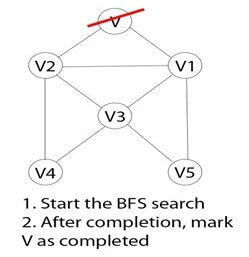 V
V2
V1
V3
V4
V5
1. Start the BFS search
2. After completion, mark
V as completed